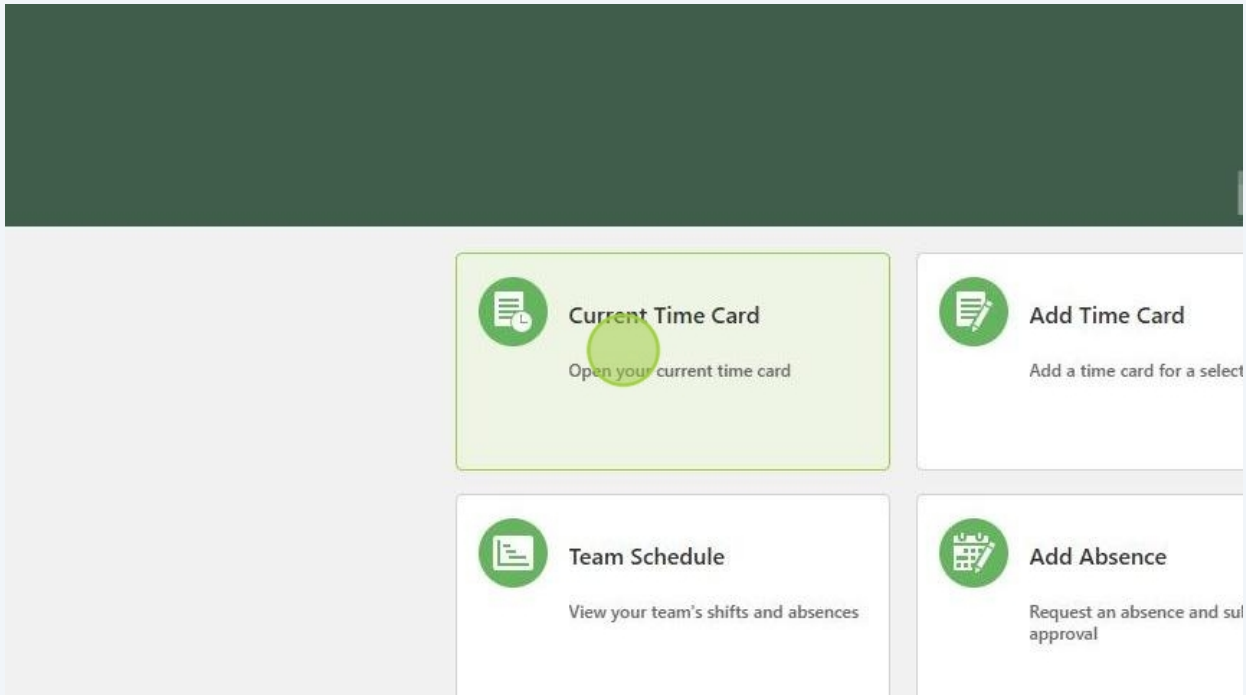 Current Time Card
Open your current time card
Add Time Card
Add a time card for a select
Team Schedule
View your team's shifts and absences
Add Absence
Request an absence and
approval